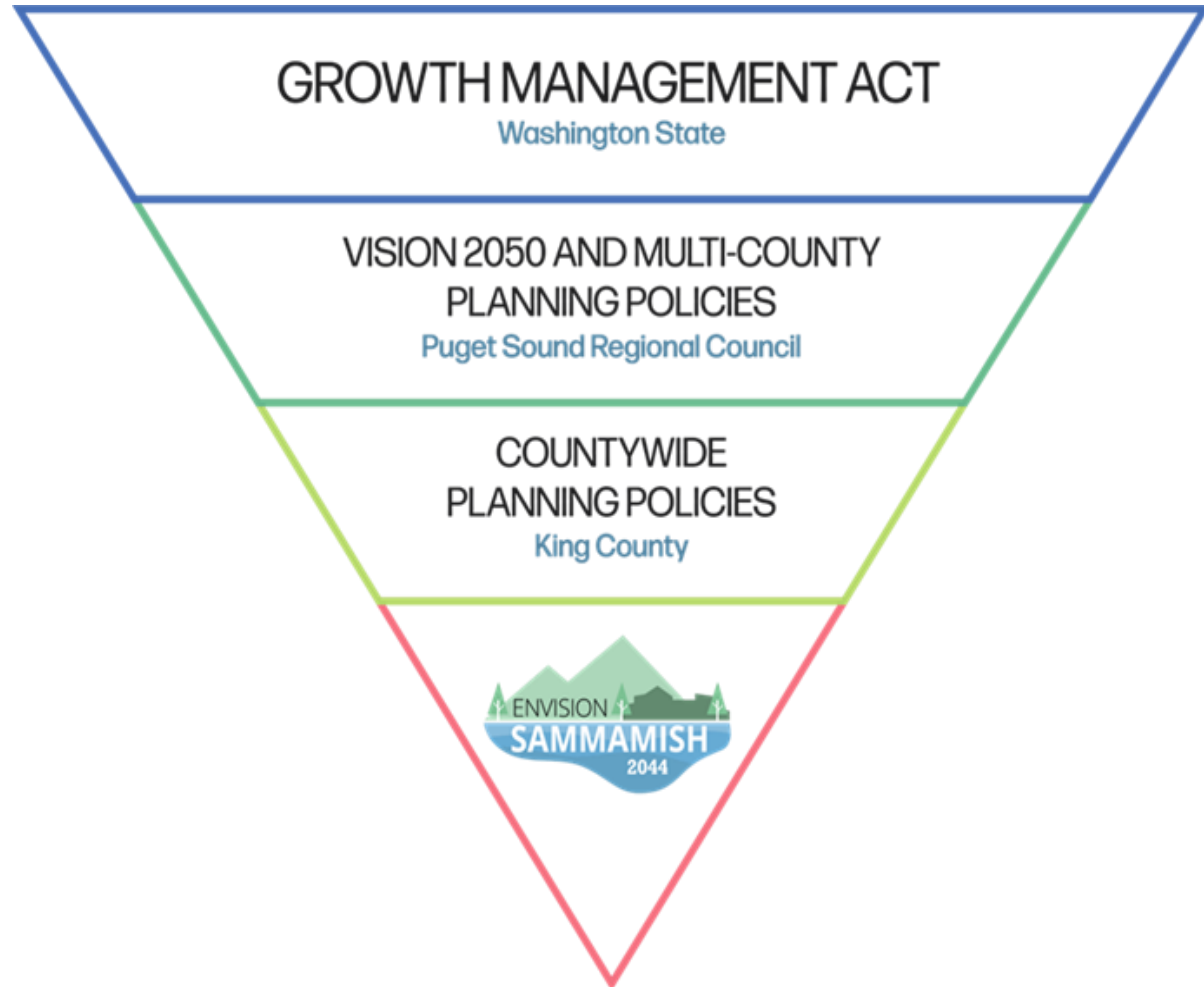 GROWTH MANAGEMENT ACT
Washington State
VISION 2050 AND MULTI-COUNTY
PLANNING POLICIES
Puget Sound Regional Council
COUNTYWIDE
PLANNING POLICIES
King County
ENVISION
SAMMAMISH
2044